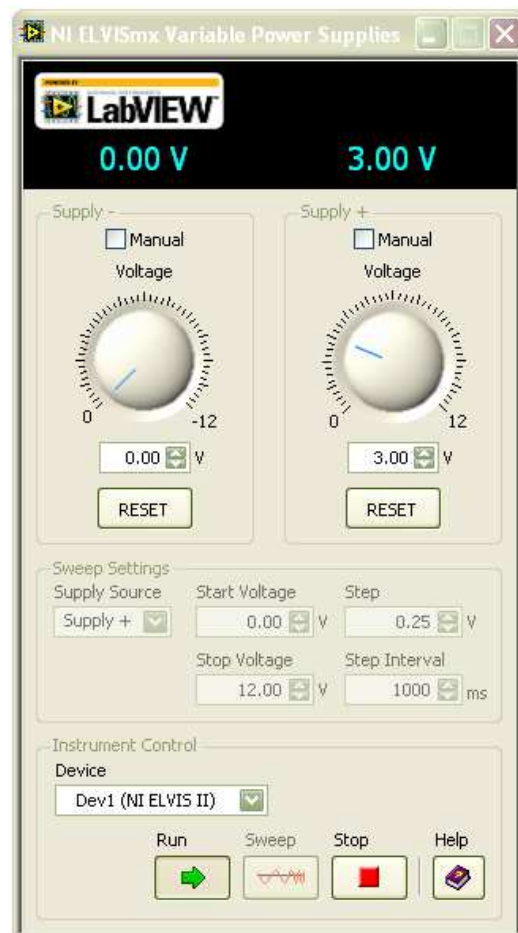 NI ELVISmx Variable Power Supplies
LabVIEW
0.00 V 3.00 V
Supply - Supply +
Manual Manual
Voltage Voltage
0 -12 0 12
0.00 V 3.00 V
RESET RESET
Sweep Settings
Supply Source Start Voltage Step
Supply + 0.00 V 0.25 V
Stop Voltage Step Interval
12.00 V 1000 ms
Instrument Control
Device
Dev1 (NI ELVIS II)
Run Sweep Stop Help